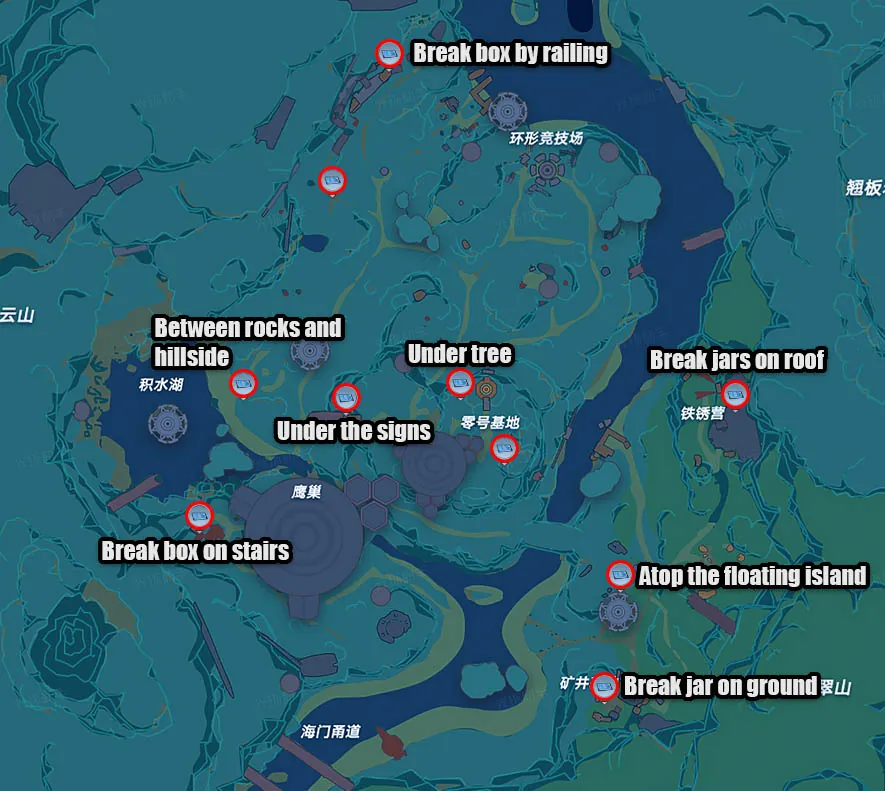 Break box by railing
环形竞技场
翘板
云山
Between rocks and
hillside
Under tree
Break jars on roof
积水湖
铁锈营
零号基地
Under the signs
鹰巢
Break box on stairs
Atop the floating island
矿井
Break jar on ground
翠山
海门甬道